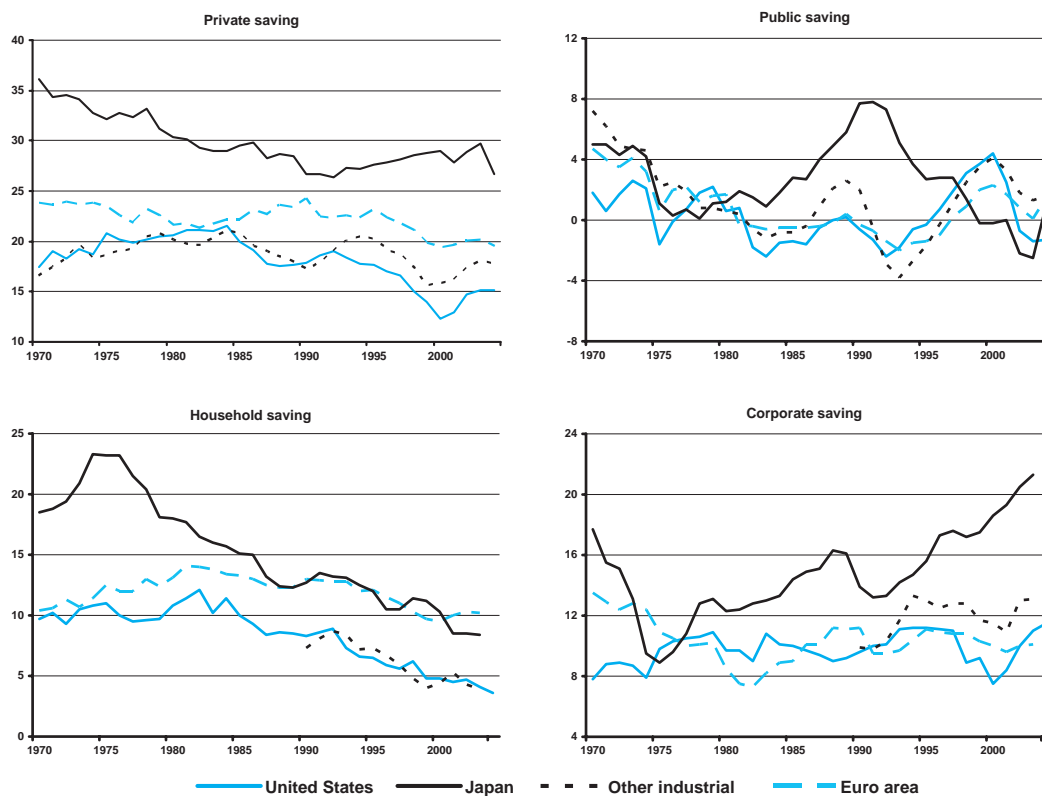 Private saving
40
35
30
25
20
15
10
1970 1975 1980 1985 1990 1995 2000
Public saving
12
8
4
0
-4
-8
1970 1975 1980 1985 1990 1995 2000
Household saving
25
20
15
10
5
0
1970 1975 1980 1985 1990 1995 2000
Corporate saving
24
20
16
12
8
4
1970 1975 1980 1985 1990 1995 2000
United States Japan Other industrial Euro area